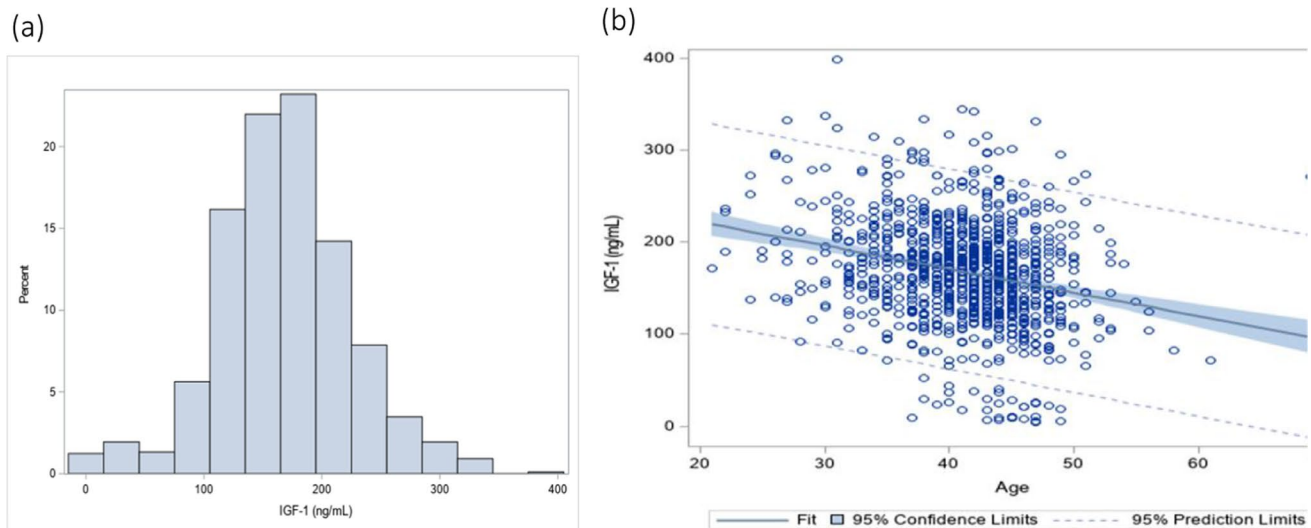 (a)
Percent
20
15
10
5
0
0 100 200 300 400
IGF-1 (ng/mL)
(b)
IGF-1 (ng/mL)
400
300
200
100
0
20 30 40 50 60
Age
Fit 95% Confidence Limits 95% Prediction Limits